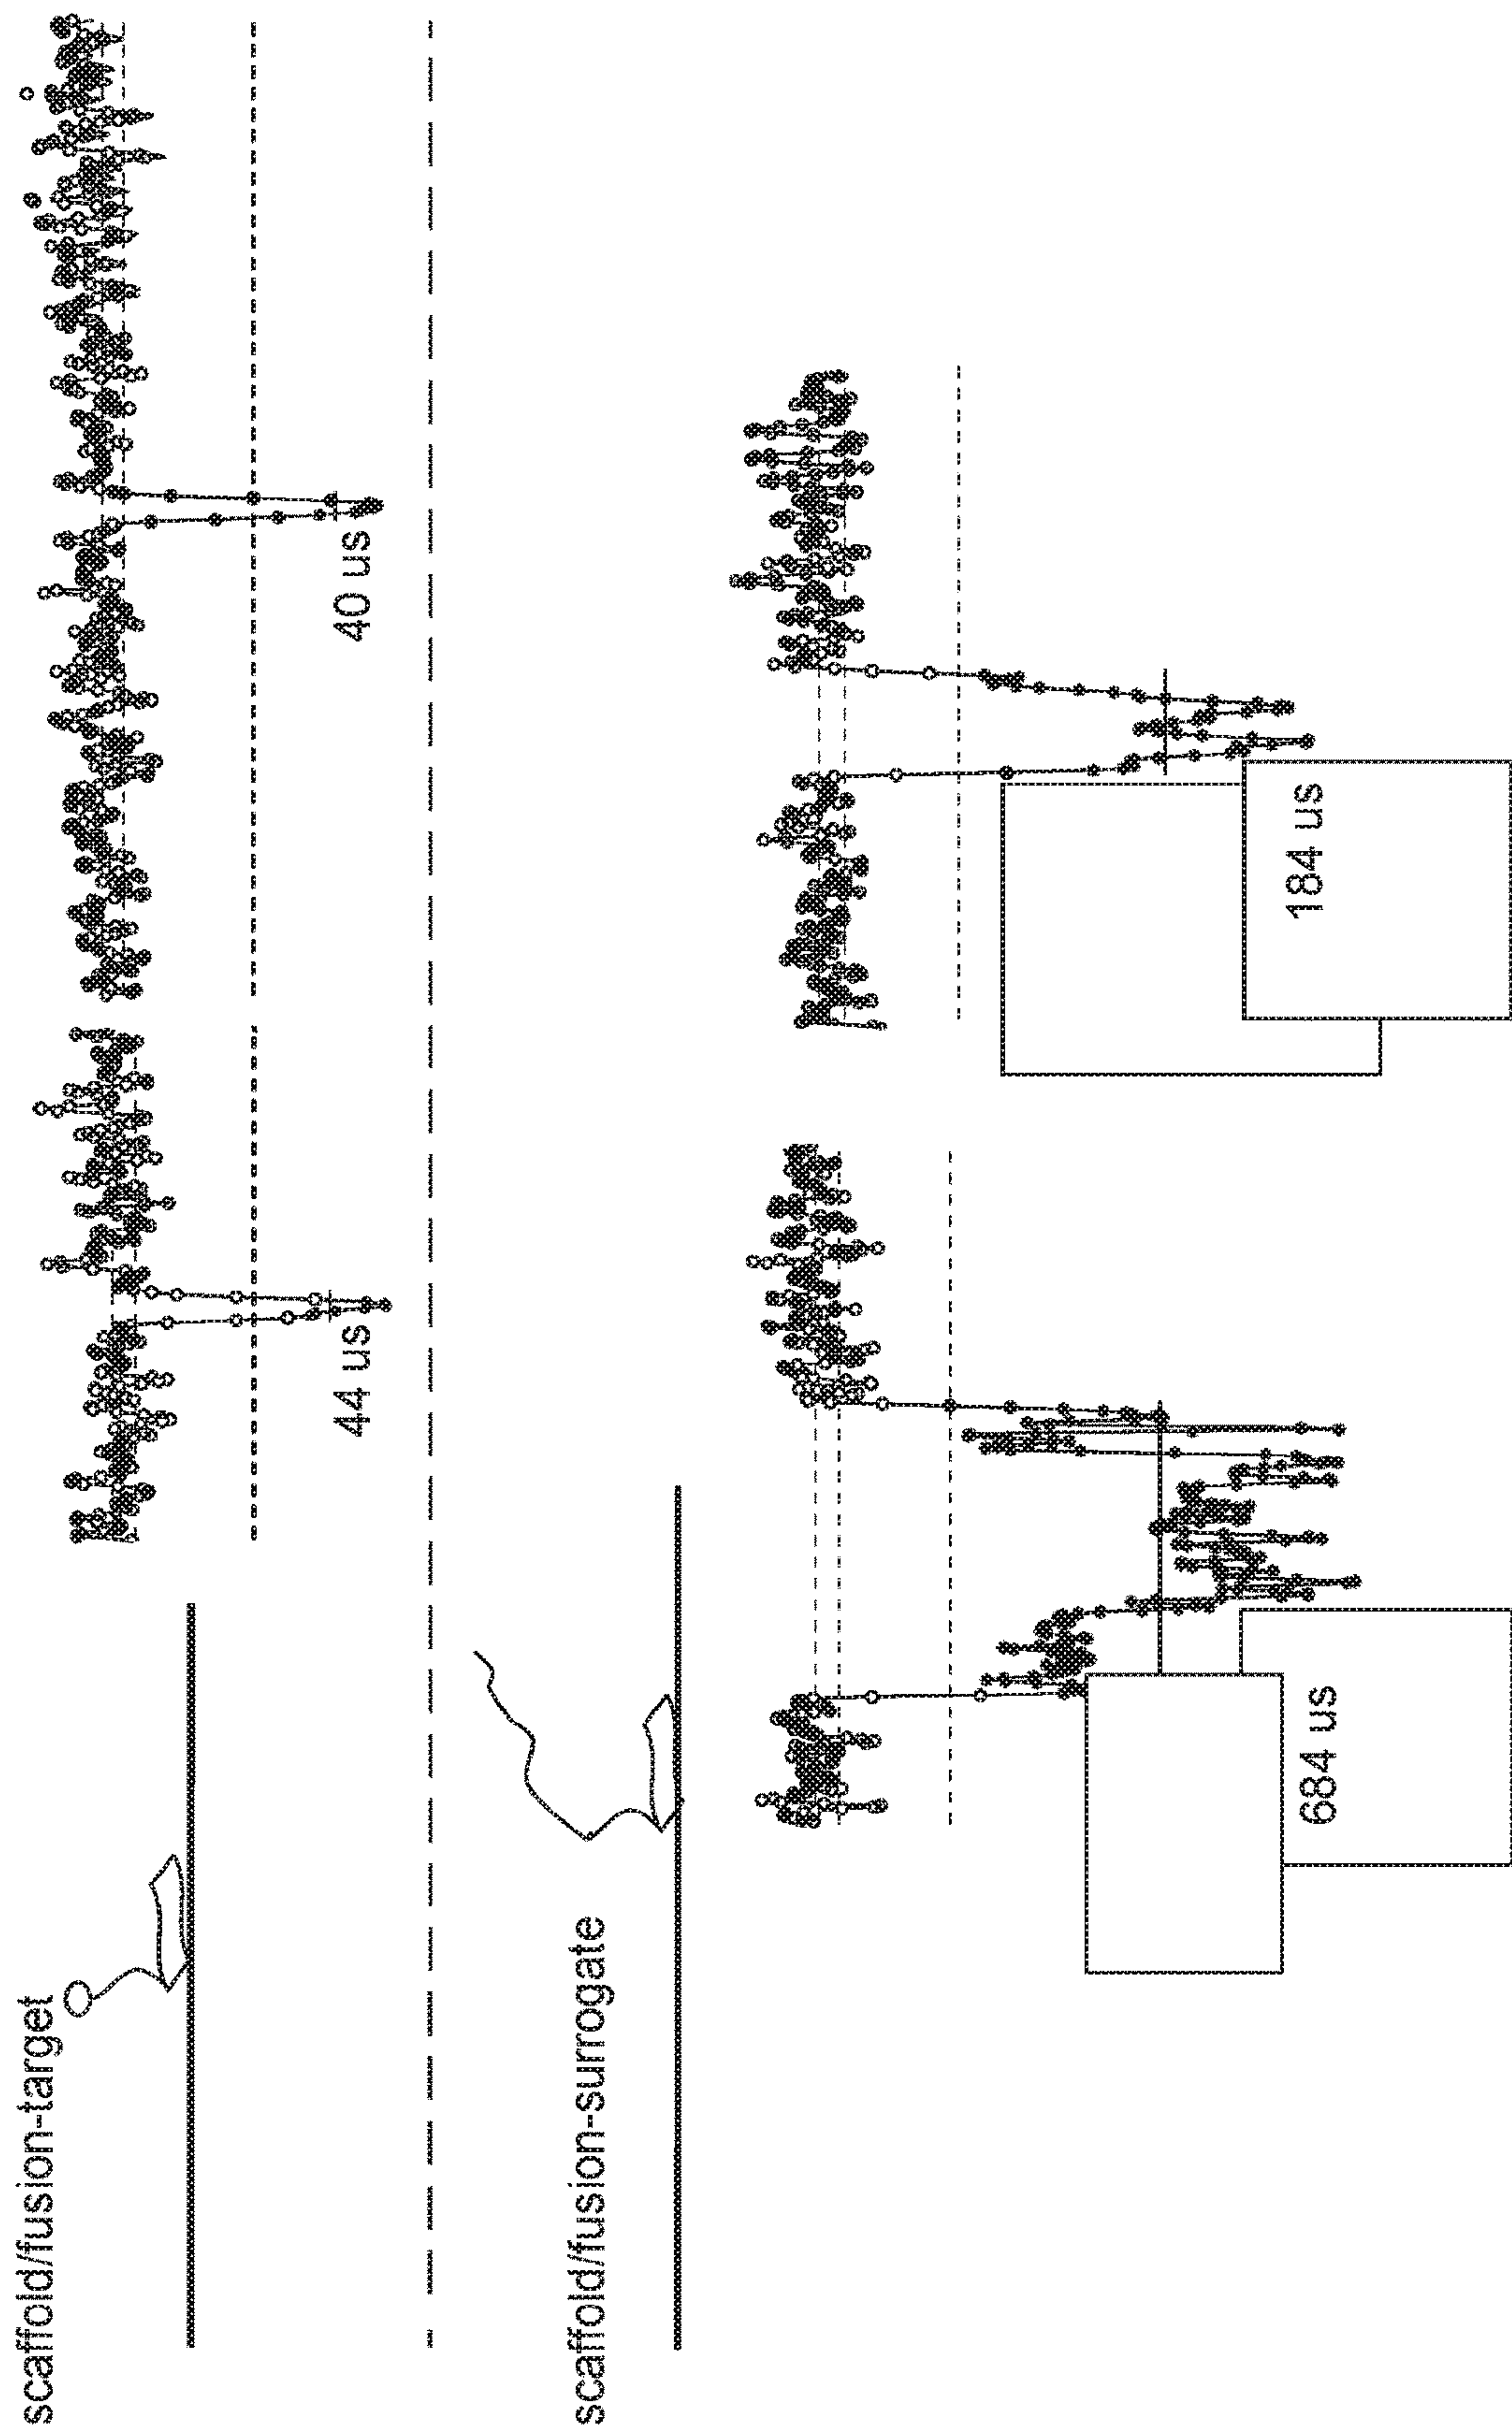 scaffold/fusion-target
44 us
40 us
scaffold/fusion-surrogate
684 us
184 us